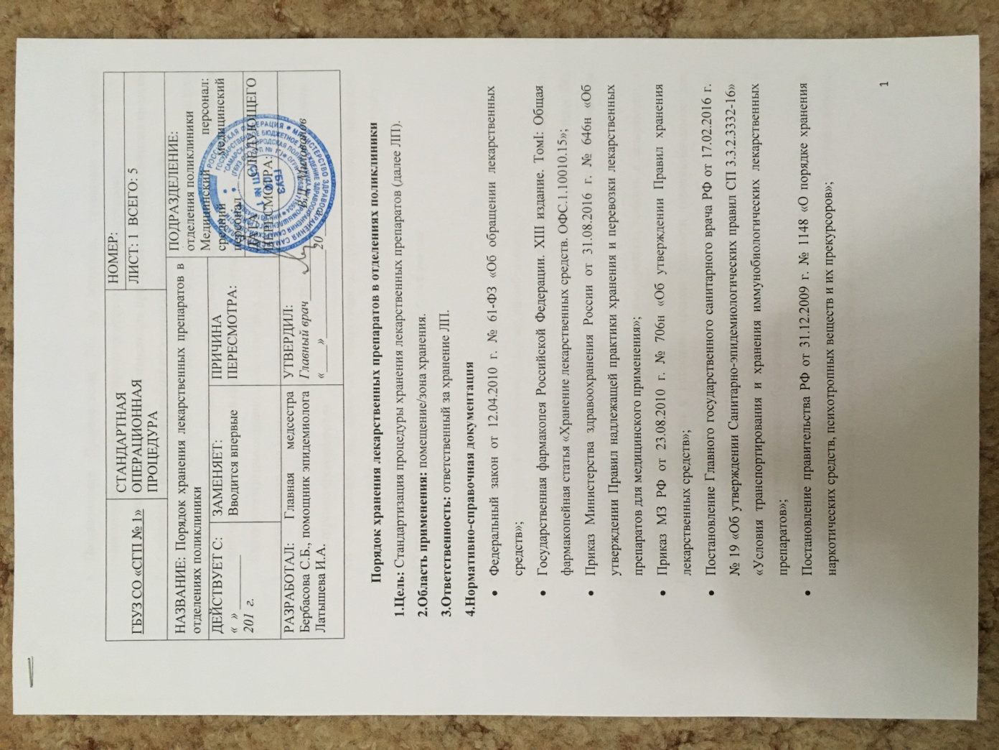 ГБУЗ СО «СГП № 1»
СТАНДАРТНАЯ
ОПЕРАЦИОННАЯ
ПРОЦЕДУРА
НОМЕР:
ЛИСТ: 1 ВСЕГО: 5
НАЗВАНИЕ: Порядок хранения лекарственных препаратов в
отделениях поликлиники
ПОДРАЗДЕЛЕНИЕ:
отделения поликлиники
Медицинский персонал:
средний медицинский
персонал
ДЕЙСТВУЕТ С:
« » ________
201 г.
ЗАМЕНЯЕТ:
Вводится впервые
ПРИЧИНА
ПЕРЕСМОТРА:
ДАТА СЛЕДУЮЩЕГО
ПЕРЕСМОТРА:
РАЗРАБОТАЛ: Главная медсестра
Бербасова С.Б., помощник эпидемиолога
Латышева И.А.
УТВЕРДИЛ:
Главный врач
«___» ________ 20
ГБУЗ
СО
СГП №
1
Порядок хранения лекарственных препаратов в отделениях поликлиники
1.Цель: Стандартизация процедуры хранения лекарственных препаратов (далее ЛП).
2.Область применения: помещение/зона хранения.
3.Ответственность: ответственный за хранение ЛП.
4.Нормативно-справочная документация
• Федеральный закон от 12.04.2010 г. № 61-ФЗ «Об обращении лекарственных
средств»;
• Государственная фармакопея Российской Федерации. XIII издание. ТомI: Общая
фармакопейная статья «Хранение лекарственных средств. ОФС.1.10010.15»;
• Приказ Министерства здравоохранения России от 31.08.2016 г. № 646н «Об
утверждении Правил надлежащей практики хранения и перевозки лекарственных
препаратов для медицинского применения»;
• Приказ МЗ РФ от 23.08.2010 г. № 706н «Об утверждении Правил хранения
лекарственных средств»;
• Постановление Главного государственного санитарного врача РФ от 17.02.2016 г.
№ 19 «Об утверждении Санитарно-эпидемиологических правил СП 3.3.2.3332-16»
«Условия транспортирования и хранения иммунобиологических лекарственных
препаратов»;
• Постановление правительства РФ от 31.12.2009 г. № 1148 «О порядке хранения
наркотических средств, психотропных веществ и их прекурсоров»;
1